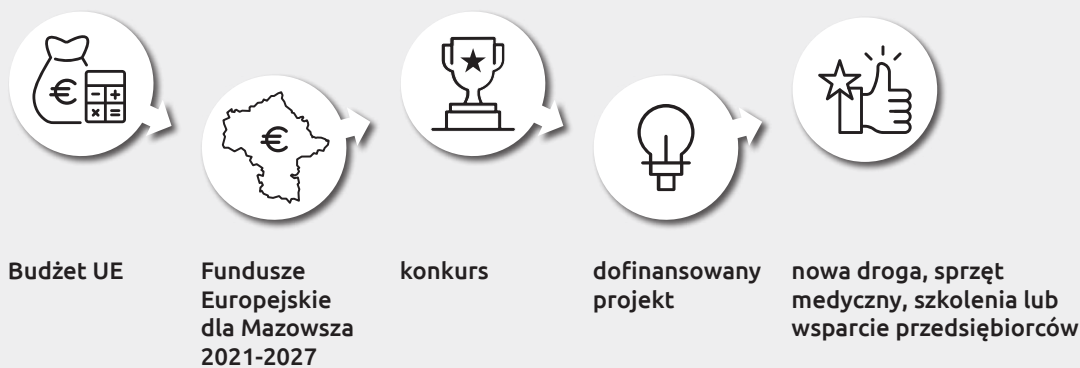 Budżet UE
Fundusze
Europejskie
dla Mazowsza
2021-2027
konkurs
dofinansowany
projekt
nowa droga, sprzęt
medyczny, szkolenia lub
wsparcie przedsiębiorców